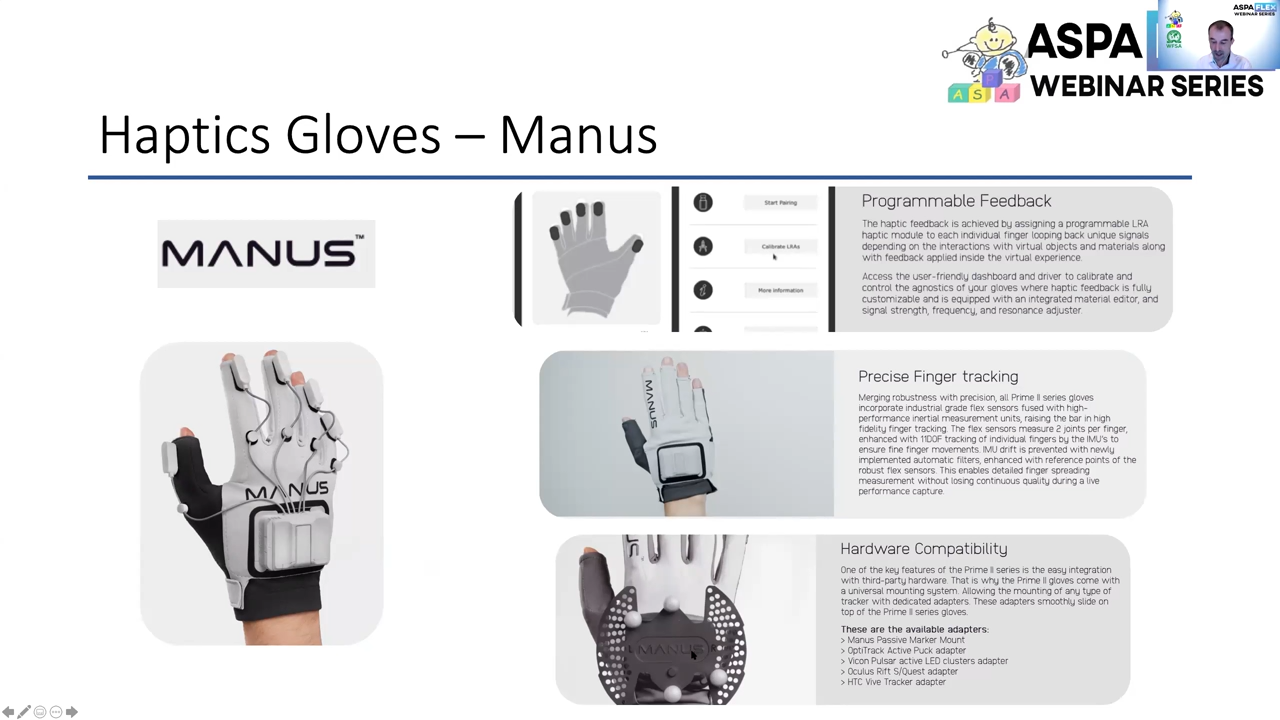 ASPA
WEBINAR SERIES
ASPA FLEX
WEBINAR SERIES
WFSA
A S P A
Haptics Gloves – Manus
MANUS™
MANUS
Start Pairing
Calibrate LRAs
More Information
Programmable Feedback
The haptic feedback is achieved by assigning a programmable LRA
haptic module to each individual finger looping back unique signals
depending on the interactions with virtual objects and materials along
with feedback applied inside the virtual experience.
Access the user-friendly dashboard and driver to calibrate and
control the agnostics of your gloves where haptic feedback is fully
customizable and is equipped with an integrated material editor, and
signal strength, frequency, and resonance adjuster.
MANUS
Precise Finger tracking
Merging robustness with precision, all Prime II series gloves
incorporate industrial grade flex sensors fused with high-
performance inertial measurement units, raising the bar in high
fidelity finger tracking. The flex sensors measure 2 joints per finger,
enhanced with 11DOF tracking of individual fingers by the IMU's to
ensure fine finger movements. IMU drift is prevented with newly
implemented automatic filters, enhanced with reference points of the
robust flex sensors. This enables detailed finger spreading
measurement without losing continuous quality during a live
performance capture.
MANUS
Hardware Compatibility
One of the key features of the Prime II series is the easy integration
with third-party hardware. That is why the Prime II gloves come with
a universal mounting system. Allowing the mounting of any type of
tracker with dedicated adapters. These adapters smoothly slide on
top of the Prime II series gloves.
These are the available adapters:
> Manus Passive Marker Mount
> OptiTrack Active Puck adapter
> Vicon Pulsar active LED clusters adapter
> Oculus Rift S/Quest adapter
> HTC Vive Tracker adapter